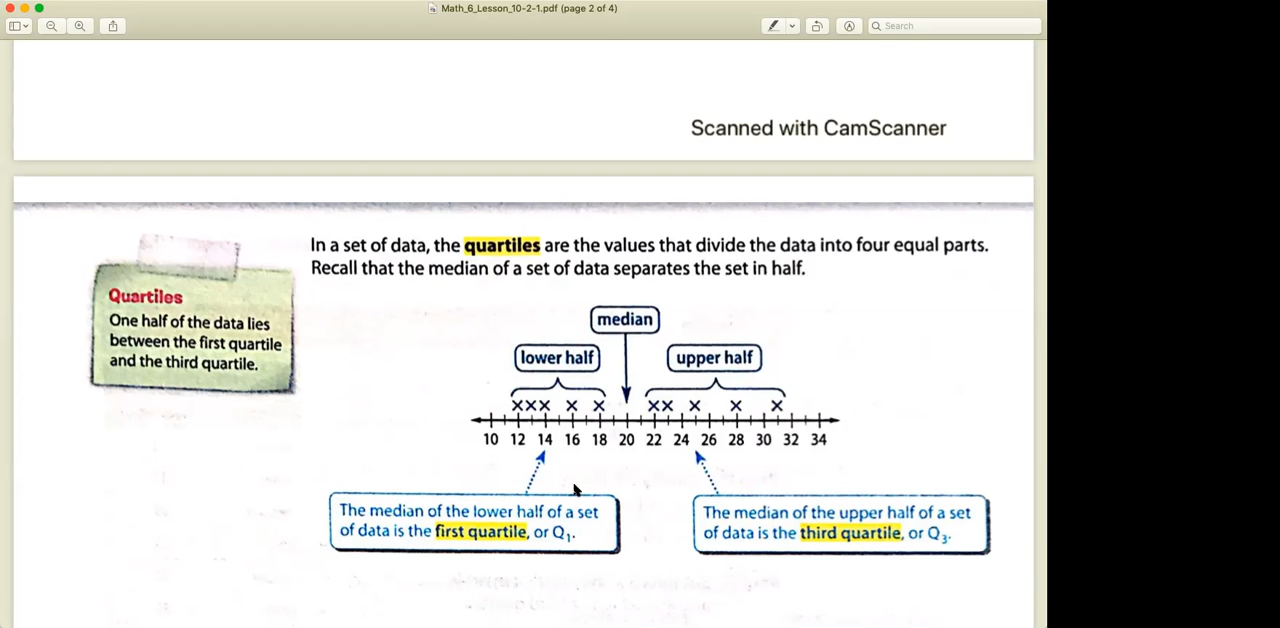 Math_6_Lesson_10-2-1.pdf (page 2 of 4)
Search
Scanned with CamScanner
In a set of data, the quartiles are the values that divide the data into four equal parts.
Recall that the median of a set of data separates the set in half.
Quartiles
One half of the data lies
between the first quartile
and the third quartile.
median
lower half
upper half
10 12 14 16 18 20 22 24 26 28 30 32 34
The median of the lower half of a set
of data is the first quartile, or Q₁.
The median of the upper half of a set
of data is the third quartile, or Q₃.